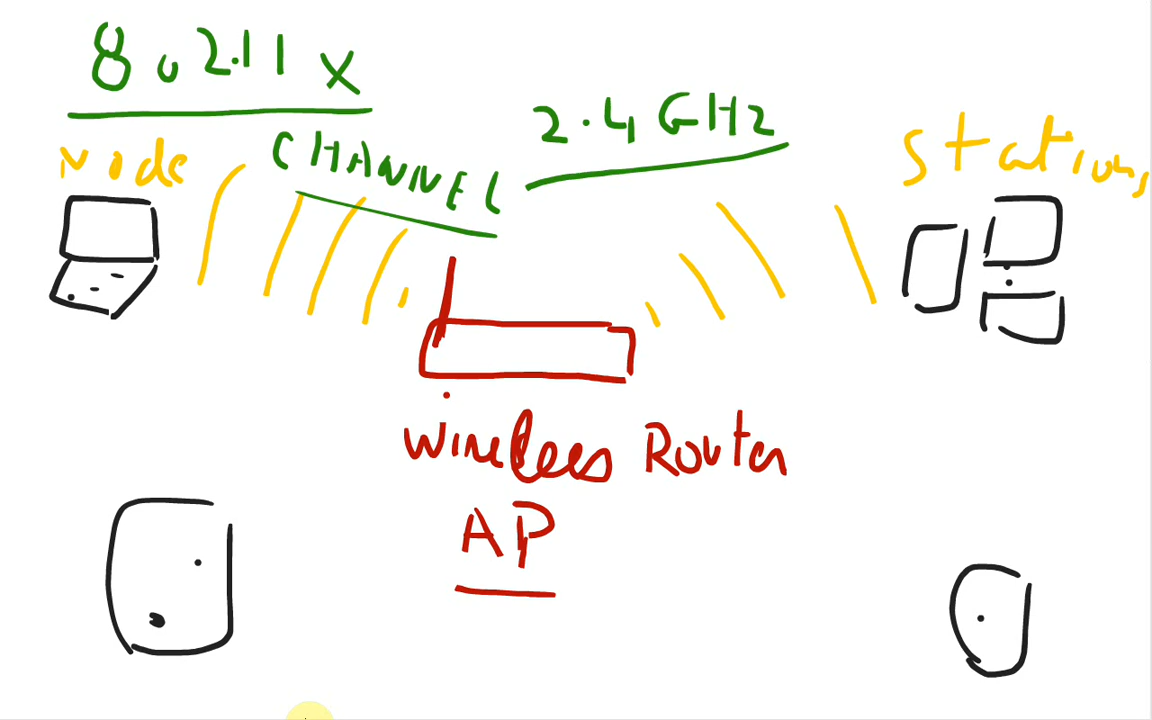 802.11 x
2.4 GHz
Node
CHANNEL
Stations
Wireless Router
AP